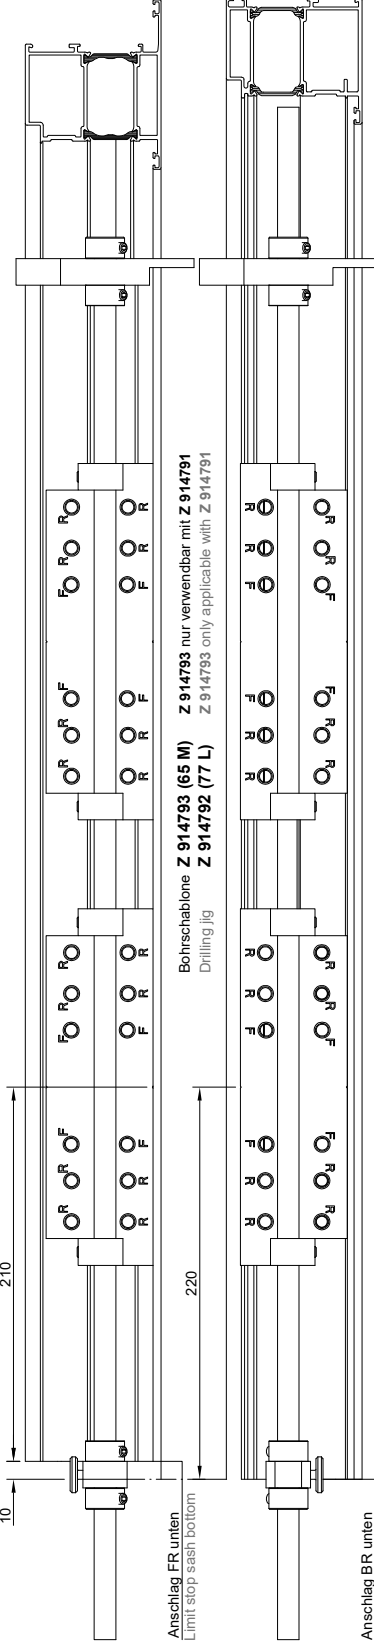 R R F F R R R R F F R R
R R F F R R R R F F R R
210
10
Bohrschablone Z 914793 (65 M) Z 914793 nur verwendbar mit Z 914791
Drilling jig Z 914792 (77 L) Z 914793 only applicable with Z 914791
220
Anschlag FR unten
Limit stop sash bottom
R R F F R R R R F F R R
R R F F R R R R F F R R
Anschlag BR unten